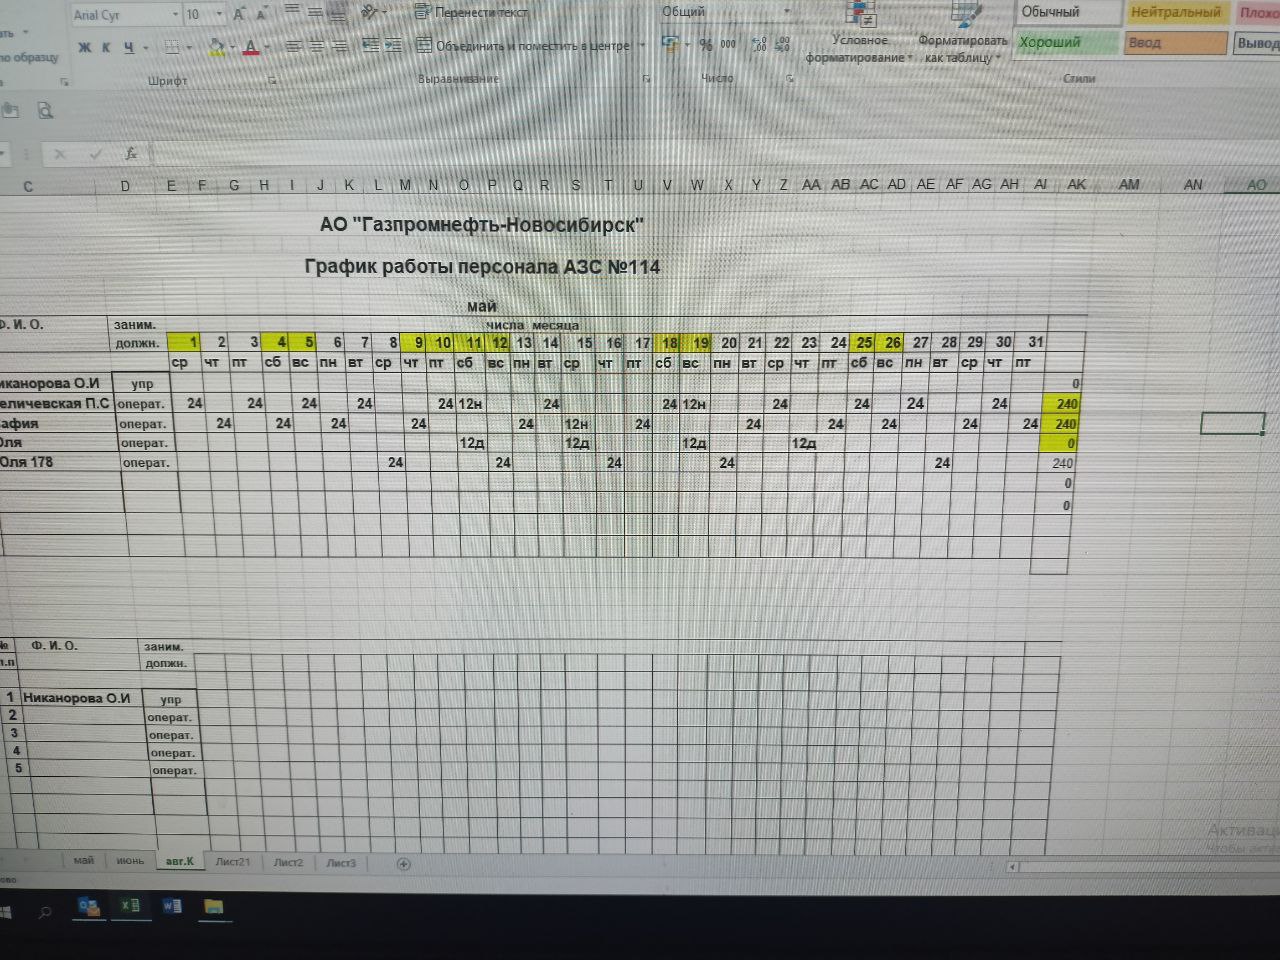 Arial Cyr 10 Перенести текст Общий Обычный Нейтральный
по образцу Ж К Ч Объединить и поместить в центре % 000 Условное форматирование Форматировать как таблицу Хороший Ввод
Шрифт Выравнивание Число Стили
fx
C D E F G H I J K L M N O P Q R S T U V W X Y Z AA AB AC AD AE AF AG AH AI AK AM AN AO
АО "Газпромнефть-Новосибирск"
График работы персонала АЗС №114
май
Ф. И. О. заним. числа месяца
должн. 1 2 3 4 5 6 7 8 9 10 11 12 13 14 15 16 17 18 19 20 21 22 23 24 25 26 27 28 29 30 31
ср чт пт сб вс пн вт ср чт пт сб вс пн вт ср чт пт сб вс пн вт ср чт пт сб вс пн вт ср чт пт
иканорова О.И упр 0
еличевская П.С операт. 24 24 24 24 24 12н 24 24 12н 24 24 24 24 240
афия операт. 24 24 24 24 24 12н 24 24 24 24 24 24 240
оля операт. 12д 12д 12д 12д 0
Юля 178 операт. 24 24 24 24 24 240
0
0
№ Ф. И. О. заним.
п.п должн.
1 Никанорова О.И упр
2 операт.
3 операт.
4 операт.
5 операт.
май июнь авг.К Лист21 Лист2 Лист3